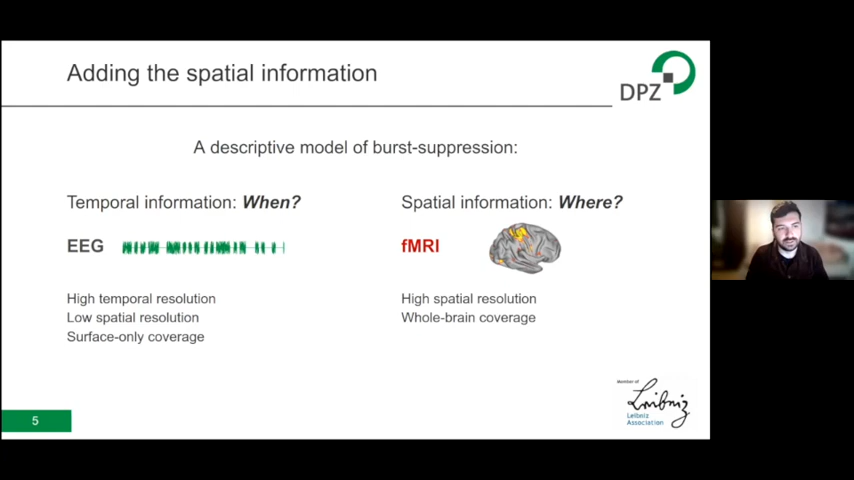 Adding the spatial information
DPZ
A descriptive model of burst-suppression:
Temporal information: When?
EEG
High temporal resolution
Low spatial resolution
Surface-only coverage
Spatial information: Where?
fMRI
High spatial resolution
Whole-brain coverage
Member of
Leibniz
Leibniz
Association
5